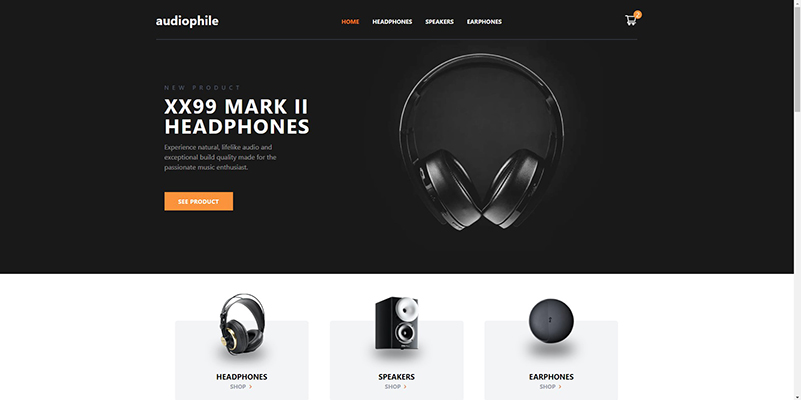 audiophile
HOME HEADPHONES SPEAKERS EARPHONES
2
NEW PRODUCT
XX99 MARK II
HEADPHONES
Experience natural, lifelike audio and
exceptional build quality made for the
passionate music enthusiast.
SEE PRODUCT
HEADPHONES
SHOP >
SPEAKERS
SHOP >
EARPHONES
SHOP >